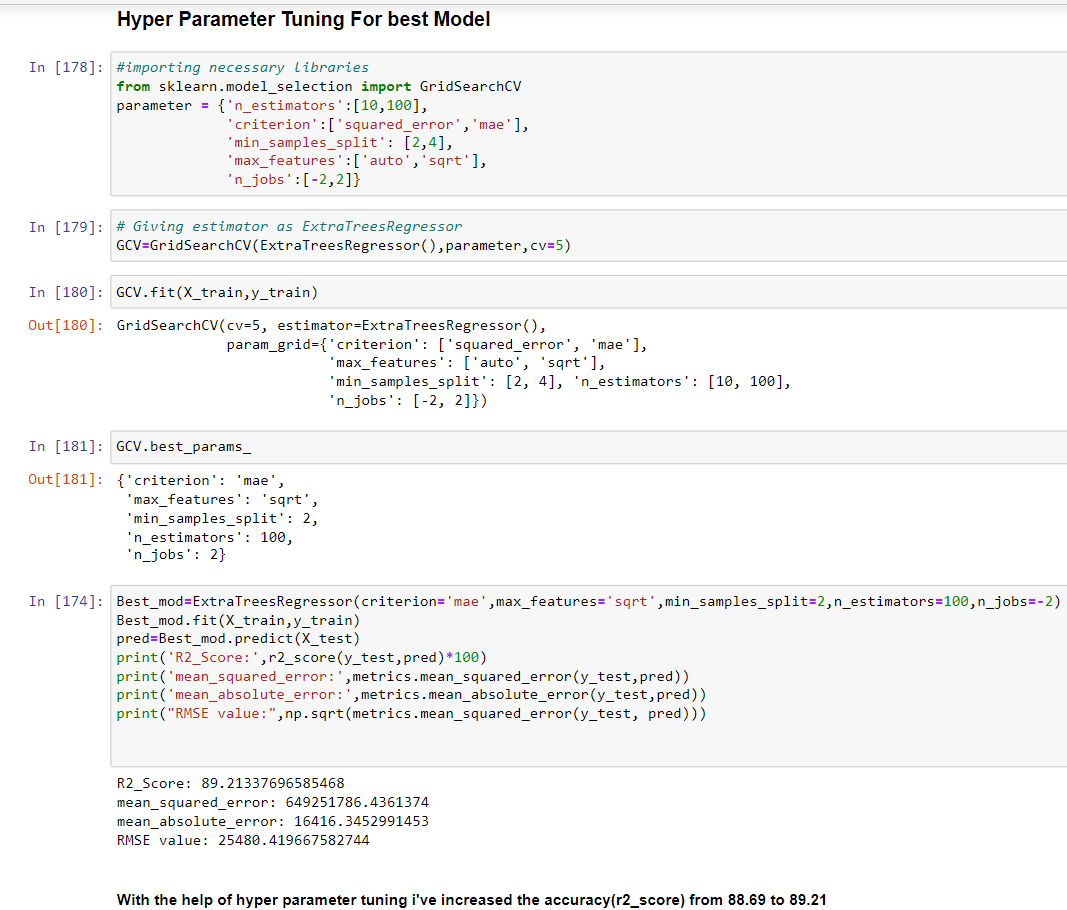 Hyper Parameter Tuning For best Model
In [178]: #importing necessary libraries
from sklearn.model_selection import GridSearchCV
parameter = {'n_estimators':[10,100],
'criterion':['squared_error','mae'],
'min_samples_split': [2,4],
'max_features':['auto','sqrt'],
'n_jobs':[-2,2]}
In [179]: # Giving estimator as ExtraTreesRegressor
GCV=GridSearchCV(ExtraTreesRegressor(),parameter,cv=5)
In [180]: GCV.fit(X_train,y_train)
Out[180]: GridSearchCV(cv=5, estimator=ExtraTreesRegressor(),
param_grid={'criterion': ['squared_error', 'mae'],
'max_features': ['auto', 'sqrt'],
'min_samples_split': [2, 4], 'n_estimators': [10, 100],
'n_jobs': [-2, 2]})
In [181]: GCV.best_params_
Out[181]: {'criterion': 'mae',
'max_features': 'sqrt',
'min_samples_split': 2,
'n_estimators': 100,
'n_jobs': 2}
In [174]: Best_mod=ExtraTreesRegressor(criterion='mae',max_features='sqrt',min_samples_split=2,n_estimators=100,n_jobs=-2)
Best_mod.fit(X_train,y_train)
pred=Best_mod.predict(X_test)
print('R2_Score:',r2_score(y_test,pred)*100)
print('mean_squared_error:',metrics.mean_squared_error(y_test,pred))
print('mean_absolute_error:',metrics.mean_absolute_error(y_test,pred))
print("RMSE value:",np.sqrt(metrics.mean_squared_error(y_test, pred)))
R2_Score: 89.21337696585468
mean_squared_error: 649251786.4361374
mean_absolute_error: 16416.3452991453
RMSE value: 25480.419667582744
With the help of hyper parameter tuning i've increased the accuracy(r2_score) from 88.69 to 89.21